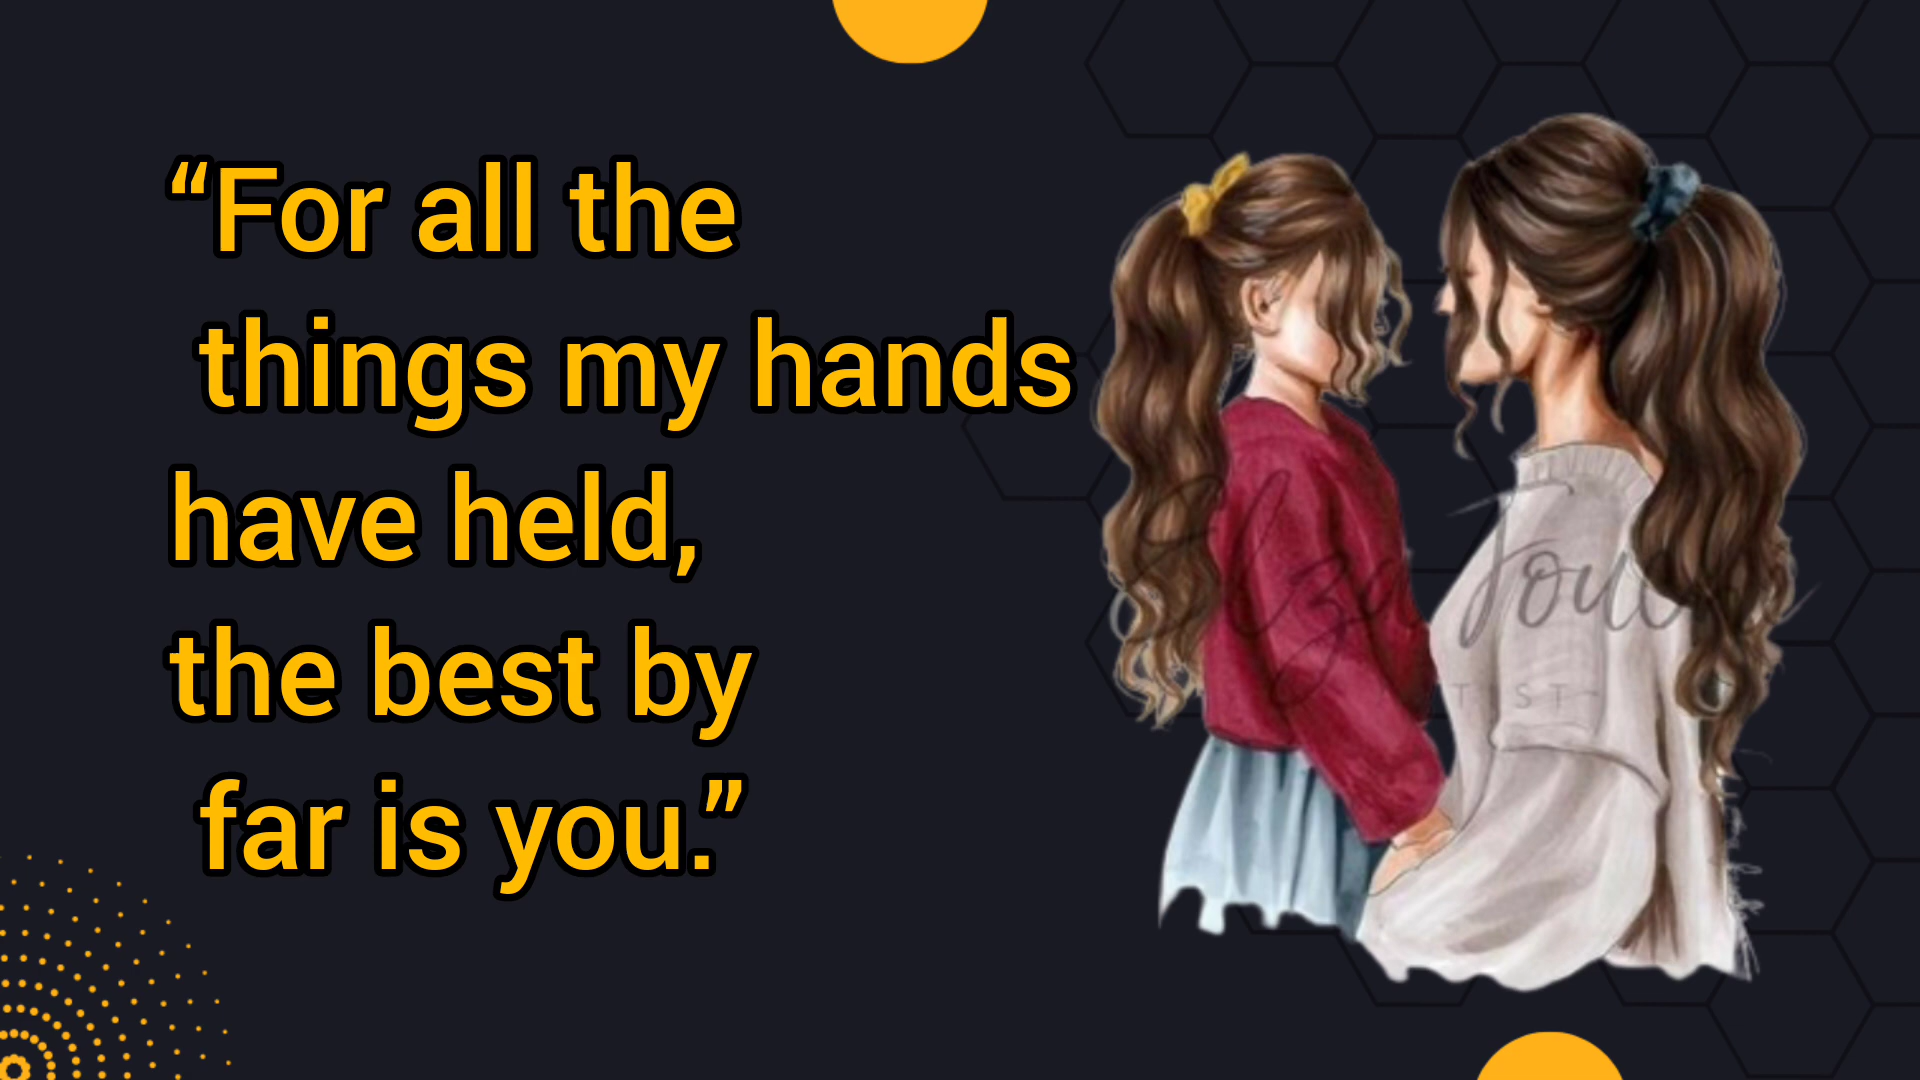 “For all the
things my hands
have held,
the best by
far is you.”